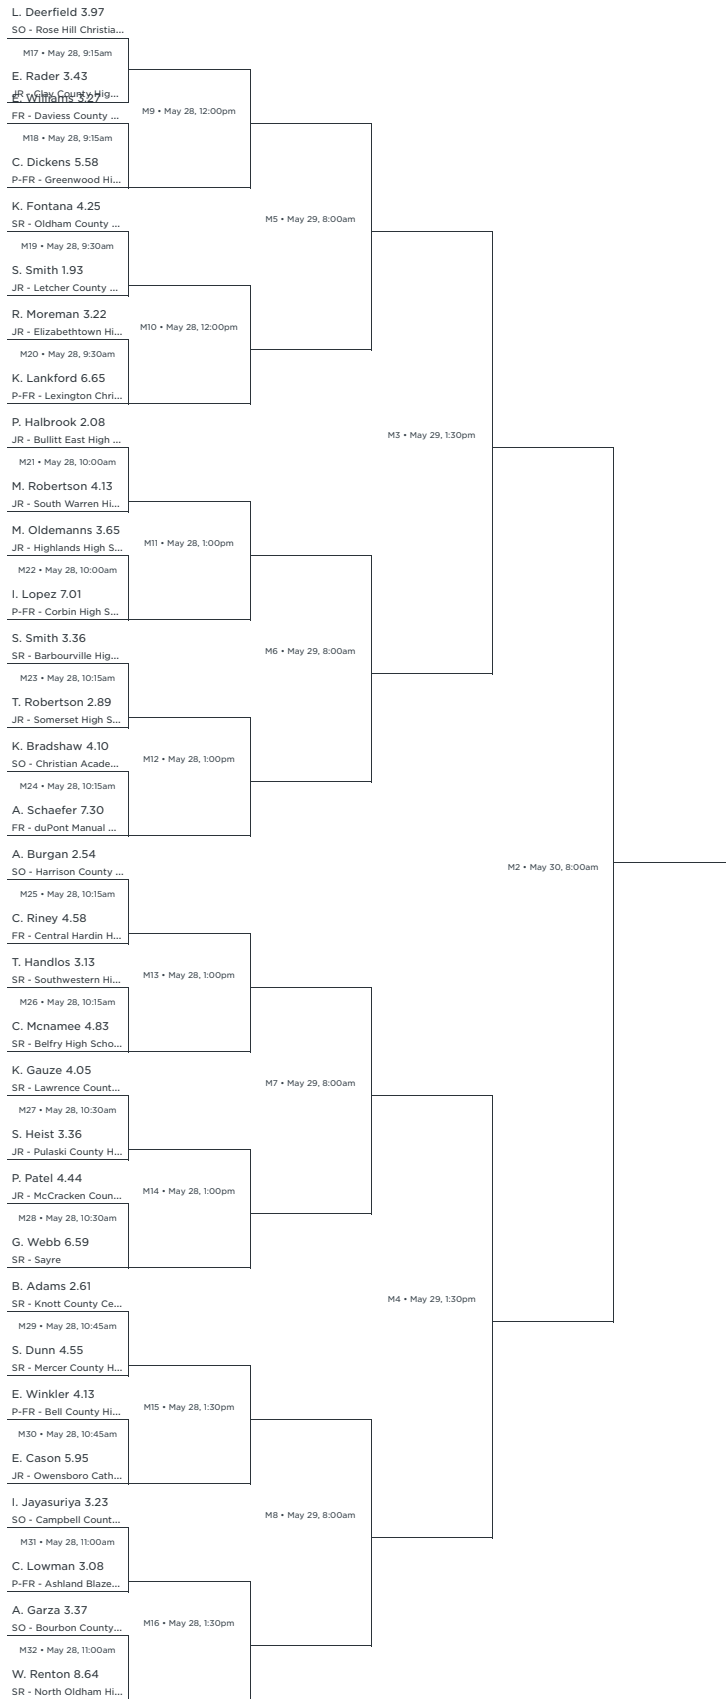 L. Deerfield 3.97
SO - Rose Hill Christia...
M17 • May 28, 9:15am
E. Rader 3.43
JR - Clay County Hig...
E. Williams 3.27
FR - Daviess County ...
M9 • May 28, 12:00pm
M18 • May 28, 9:15am
C. Dickens 5.58
P-FR - Greenwood Hi...
K. Fontana 4.25
SR - Oldham County ...
M5 • May 29, 8:00am
M19 • May 28, 9:30am
S. Smith 1.93
JR - Letcher County ...
R. Moreman 3.22
JR - Elizabethtown Hi...
M10 • May 28, 12:00pm
M20 • May 28, 9:30am
K. Lankford 6.65
P-FR - Lexington Chri...
P. Halbrook 2.08
JR - Bullitt East High ...
M3 • May 29, 1:30pm
M21 • May 28, 10:00am
M. Robertson 4.13
JR - South Warren Hi...
M. Oldemanns 3.65
JR - Highlands High S...
M11 • May 28, 1:00pm
M22 • May 28, 10:00am
I. Lopez 7.01
P-FR - Corbin High S...
S. Smith 3.36
SR - Barbourville Hig...
M6 • May 29, 8:00am
M23 • May 28, 10:15am
T. Robertson 2.89
JR - Somerset High S...
K. Bradshaw 4.10
SO - Christian Acade...
M12 • May 28, 1:00pm
M24 • May 28, 10:15am
A. Schaefer 7.30
FR - duPont Manual ...
A. Burgan 2.54
SO - Harrison County ...
M2 • May 30, 8:00am
M25 • May 28, 10:15am
C. Riney 4.58
FR - Central Hardin H...
T. Handlos 3.13
SR - Southwestern Hi...
M13 • May 28, 1:00pm
M26 • May 28, 10:15am
C. Mcnamee 4.83
SR - Belfry High Scho...
K. Gauze 4.05
SR - Lawrence Count...
M7 • May 29, 8:00am
M27 • May 28, 10:30am
S. Heist 3.36
JR - Pulaski County H...
P. Patel 4.44
JR - McCracken Coun...
M14 • May 28, 1:00pm
M28 • May 28, 10:30am
G. Webb 6.59
SR - Sayre
B. Adams 2.61
SR - Knott County Ce...
M4 • May 29, 1:30pm
M29 • May 28, 10:45am
S. Dunn 4.55
SR - Mercer County H...
E. Winkler 4.13
P-FR - Bell County Hi...
M15 • May 28, 1:30pm
M30 • May 28, 10:45am
E. Cason 5.95
JR - Owensboro Cath...
I. Jayasuriya 3.23
SO - Campbell Count...
M8 • May 29, 8:00am
M31 • May 28, 11:00am
C. Lowman 3.08
P-FR - Ashland Blaze...
A. Garza 3.37
SO - Bourbon County...
M16 • May 28, 1:30pm
M32 • May 28, 11:00am
W. Renton 8.64
SR - North Oldham Hi...